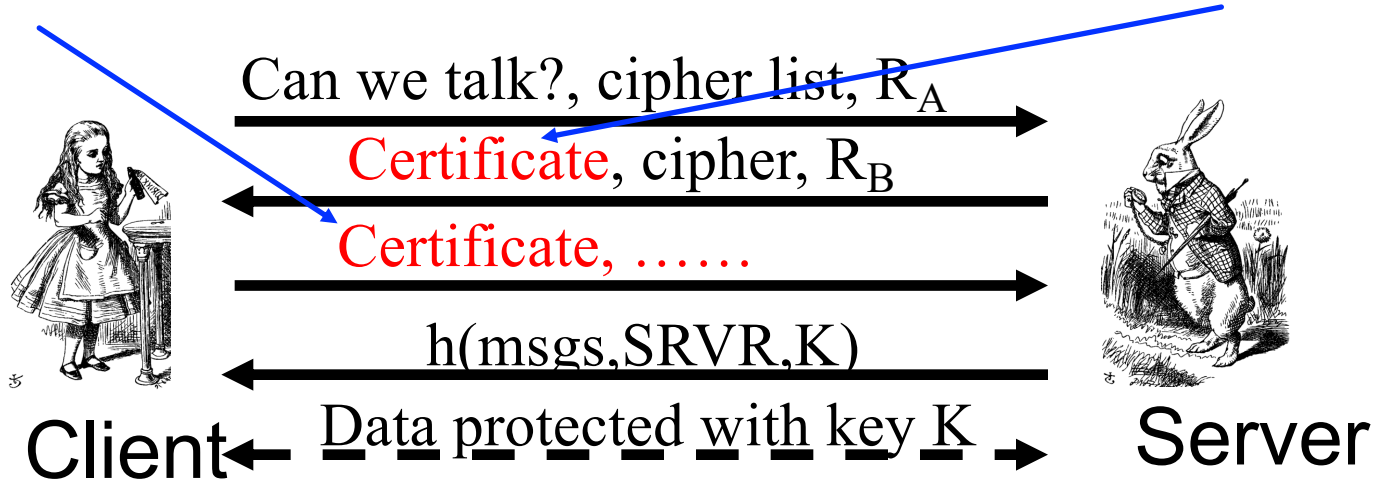 Can we talk?, cipher list, R_A
Certificate, cipher, R_B
Certificate, ……
h(msgs,SRVR,K)
Data protected with key K
Client
Server